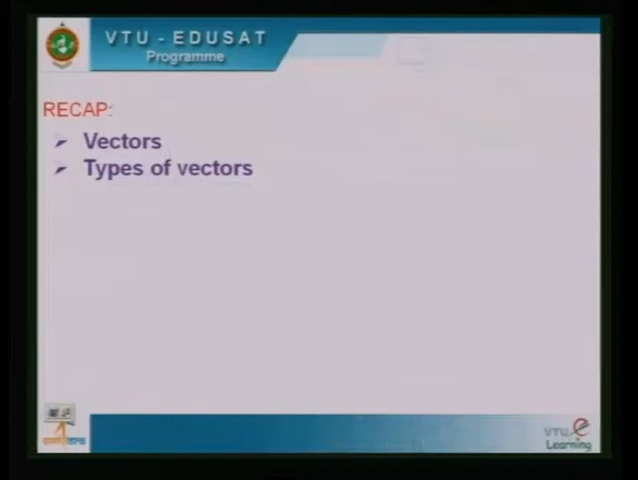 VTU - EDUSAT
Programme
RECAP:
Vectors
Types of vectors
VTU e
Learning